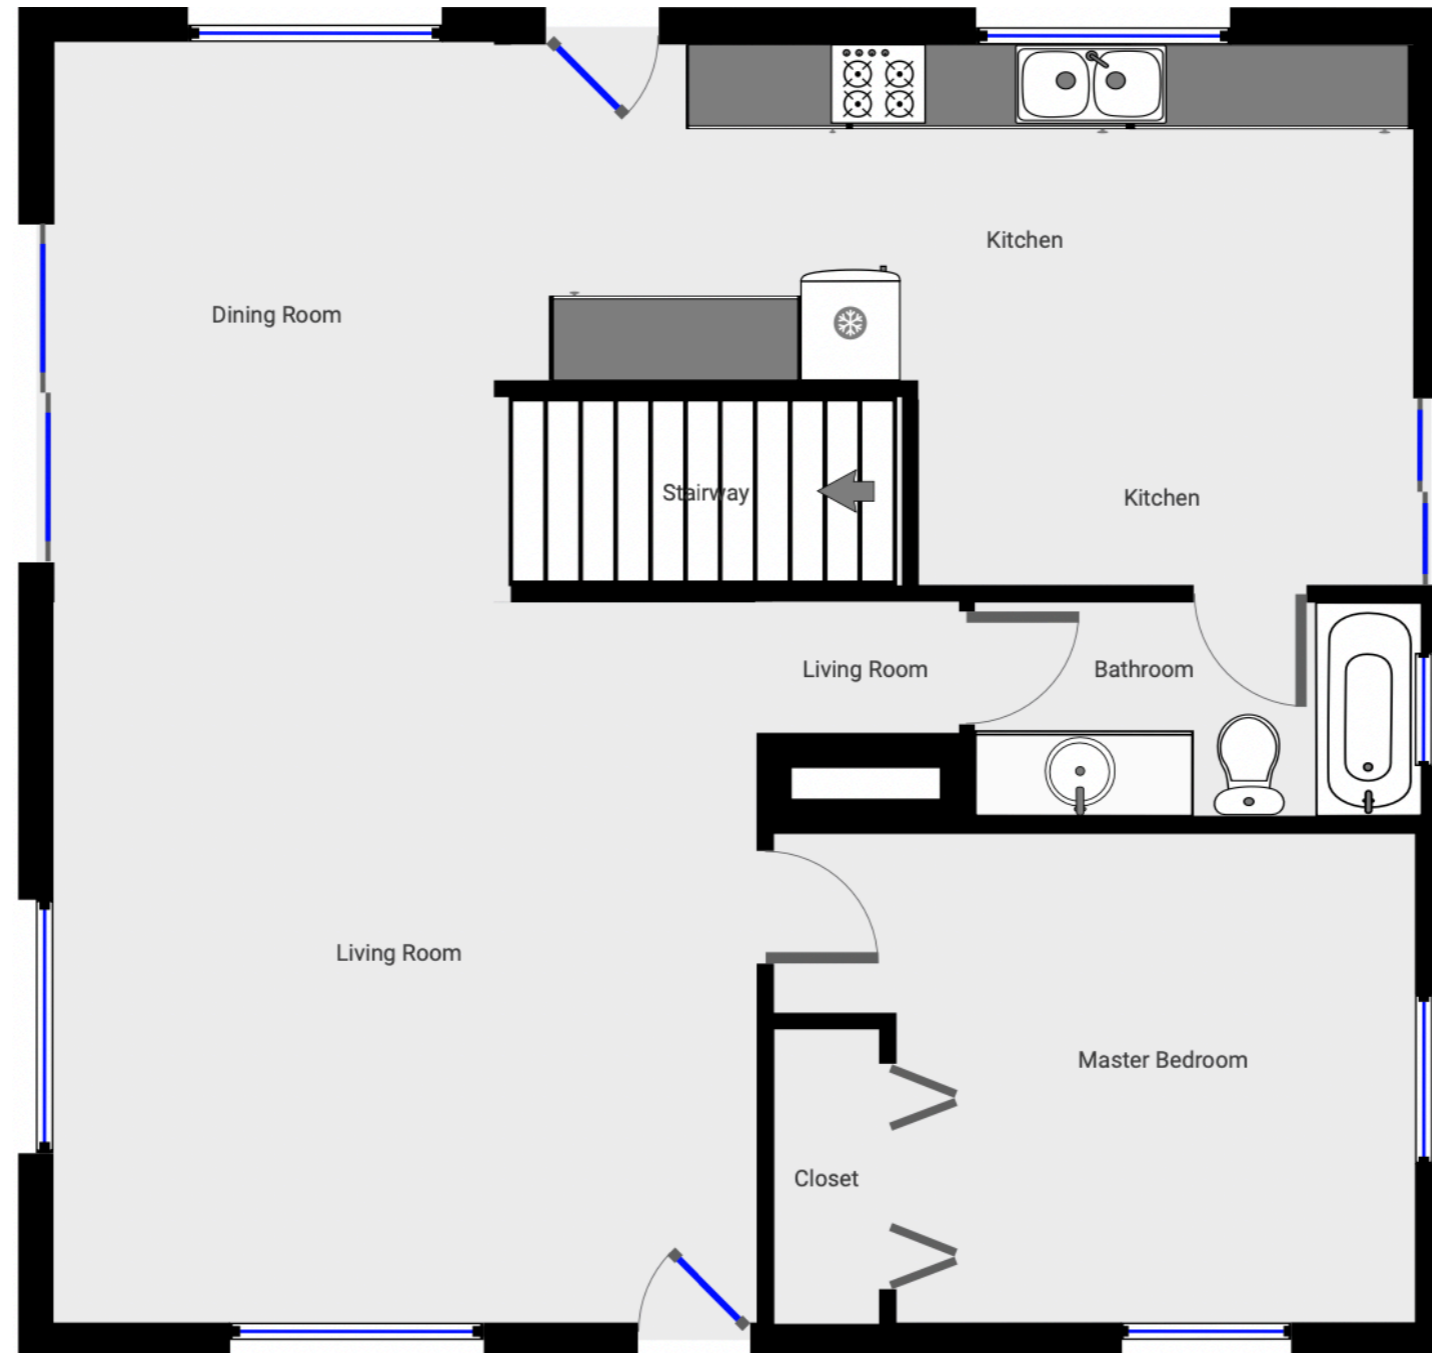 Kitchen
Dining Room
Stairway
Kitchen
Living Room
Bathroom
Living Room
Master Bedroom
Closet